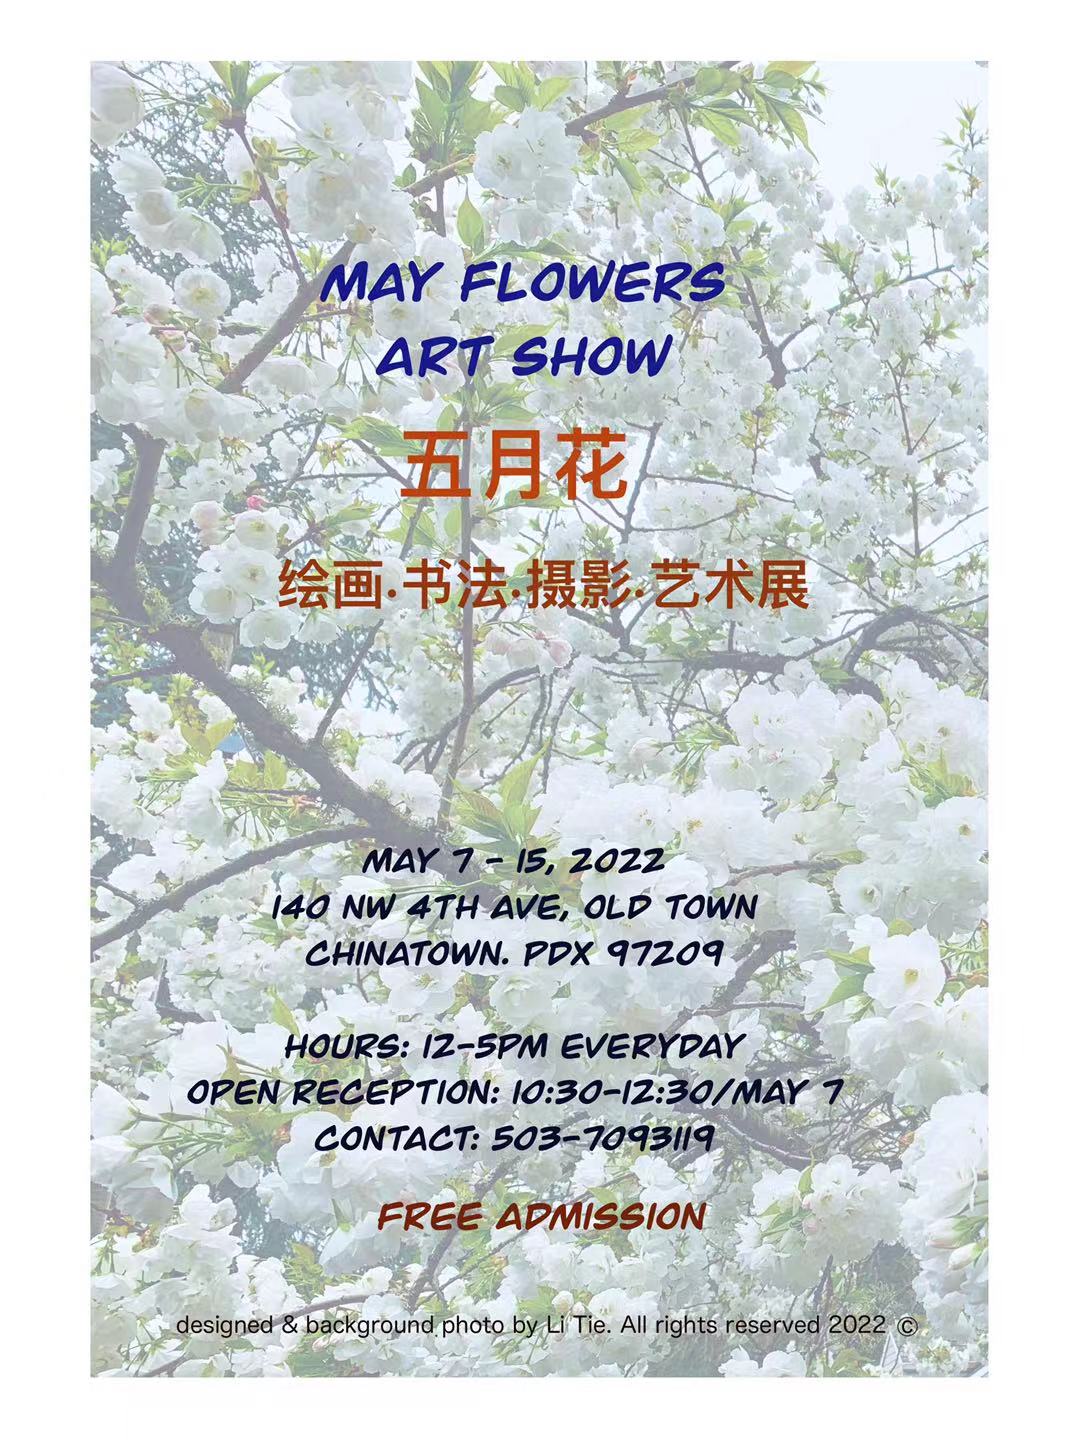 MAY FLOWERS
ART SHOW
五月花
绘画·书法·摄影·艺术展
MAY 7 - 15, 2022
140 NW 4TH AVE, OLD TOWN
CHINATOWN. PDX 97209
HOURS: 12-5PM EVERYDAY
OPEN RECEPTION: 10:30-12:30/MAY 7
CONTACT: 503-7093119
FREE ADMISSION
designed & background photo by Li Tie. All rights reserved 2022 ©